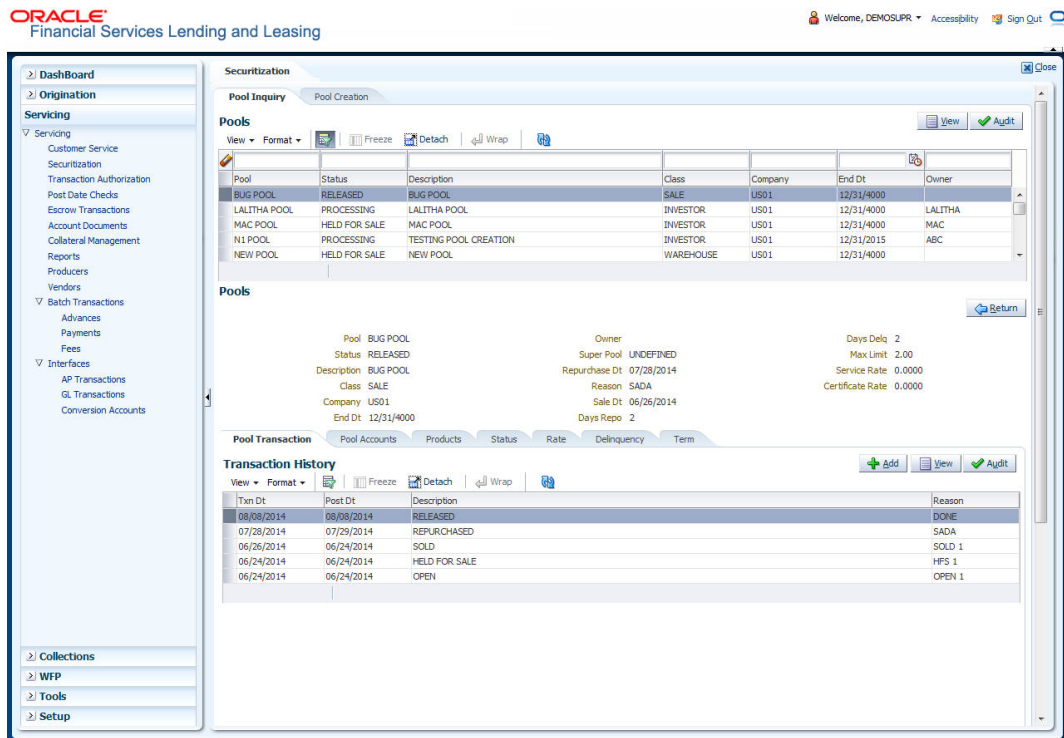 ORACLE
Financial Services Lending and Leasing
Welcome, DEMOSUPR Accessibility Sign Out
DashBoard
Origination
Servicing
Servicing
Customer Service
Securitization
Transaction Authorization
Post Date Checks
Escrow Transactions
Account Documents
Collateral Management
Reports
Producers
Vendors
Batch Transactions
Advances
Payments
Fees
Interfaces
AP Transactions
GL Transactions
Conversion Accounts
Collections
WFP
Tools
Setup
Securitization
Close
Pool Inquiry Pool Creation
Pools
View Audit
View Format Freeze Detach Wrap
Pool Status Description Class Company End Dt Owner
BUG POOL RELEASED BUG POOL SALE US01 12/31/4000
LALITHA POOL PROCESSING LALITHA POOL INVESTOR US01 12/31/4000 LALITHA
MAC POOL HELD FOR SALE MAC POOL INVESTOR US01 12/31/4000 MAC
N1 POOL PROCESSING TESTING POOL CREATION INVESTOR US01 12/31/2015 ABC
NEW POOL HELD FOR SALE NEW POOL WAREHOUSE US01 12/31/4000
Pools
Return
Pool BUG POOL Owner Days Delq 2
Status RELEASED Super Pool UNDEFINED Max Limit 2.00
Description BUG POOL Repurchase Dt 07/28/2014 Service Rate 0.0000
Class SALE Reason SADA Certificate Rate 0.0000
Company US01 Sale Dt 06/26/2014
End Dt 12/31/4000 Days Repo 2
Pool Transaction Pool Accounts Products Status Rate Delinquency Term
Transaction History
Add View Audit
View Format Freeze Detach Wrap
Txn Dt Post Dt Description Reason
08/08/2014 08/08/2014 RELEASED DONE
07/28/2014 07/29/2014 REPURCHASED SADA
06/26/2014 06/24/2014 SOLD SOLD 1
06/24/2014 06/24/2014 HELD FOR SALE HFS 1
06/24/2014 06/24/2014 OPEN OPEN 1